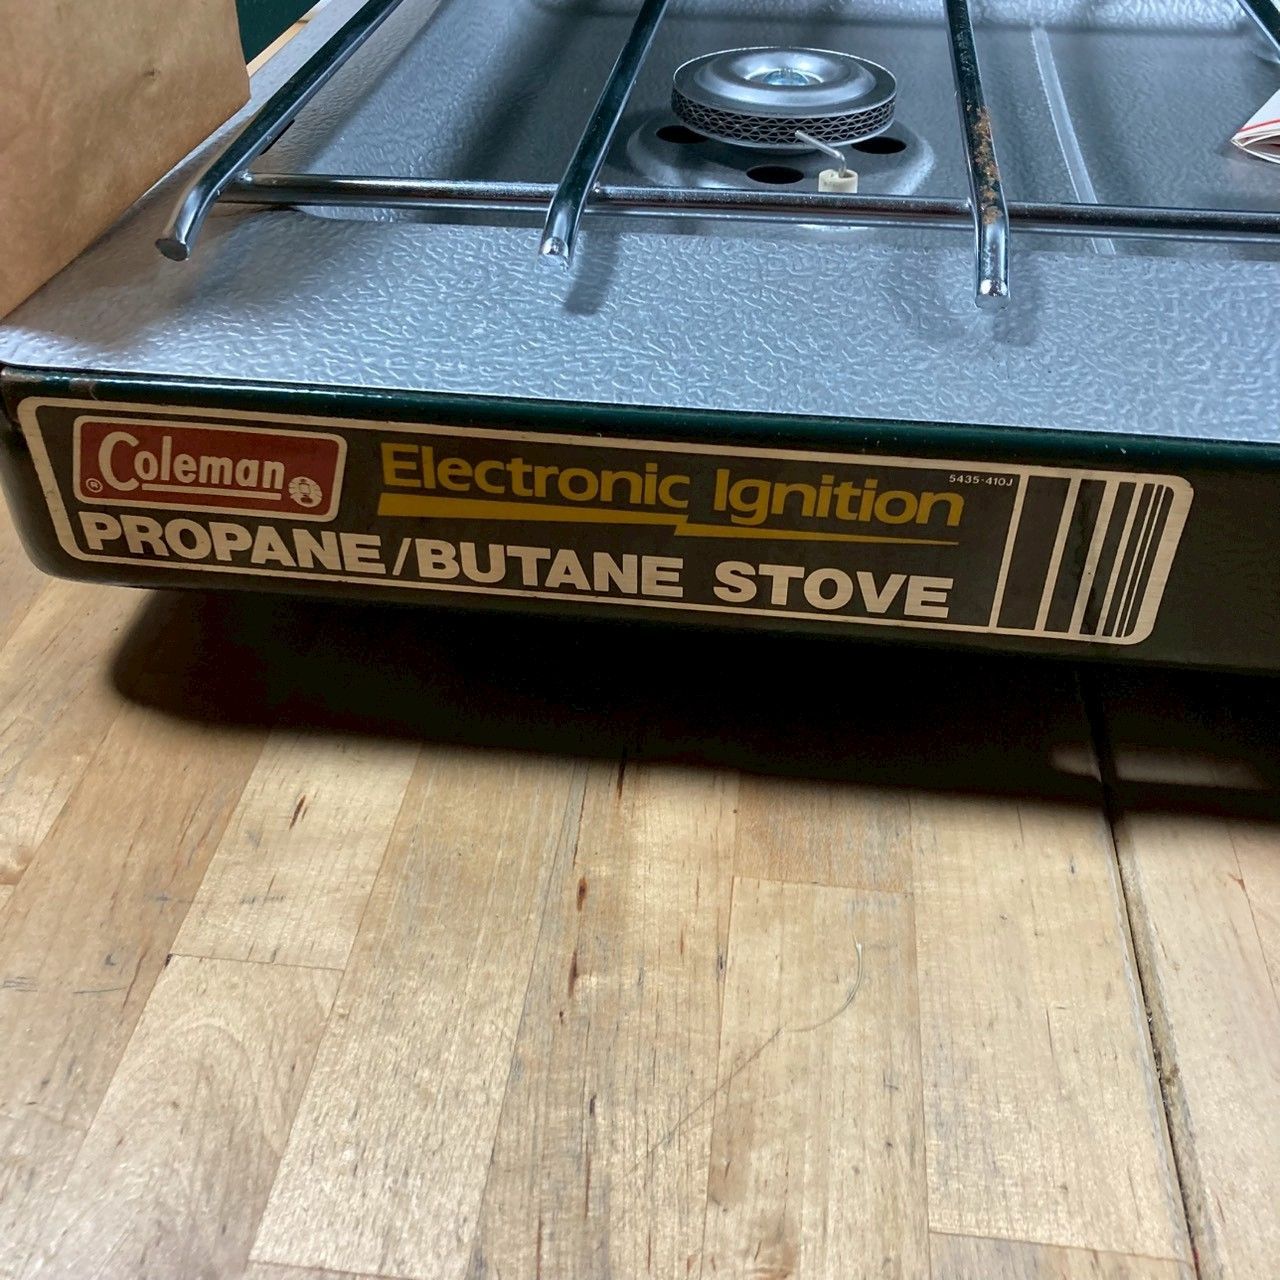 Coleman ®
Electronic Ignition
5435-410J
PROPANE/BUTANE STOVE